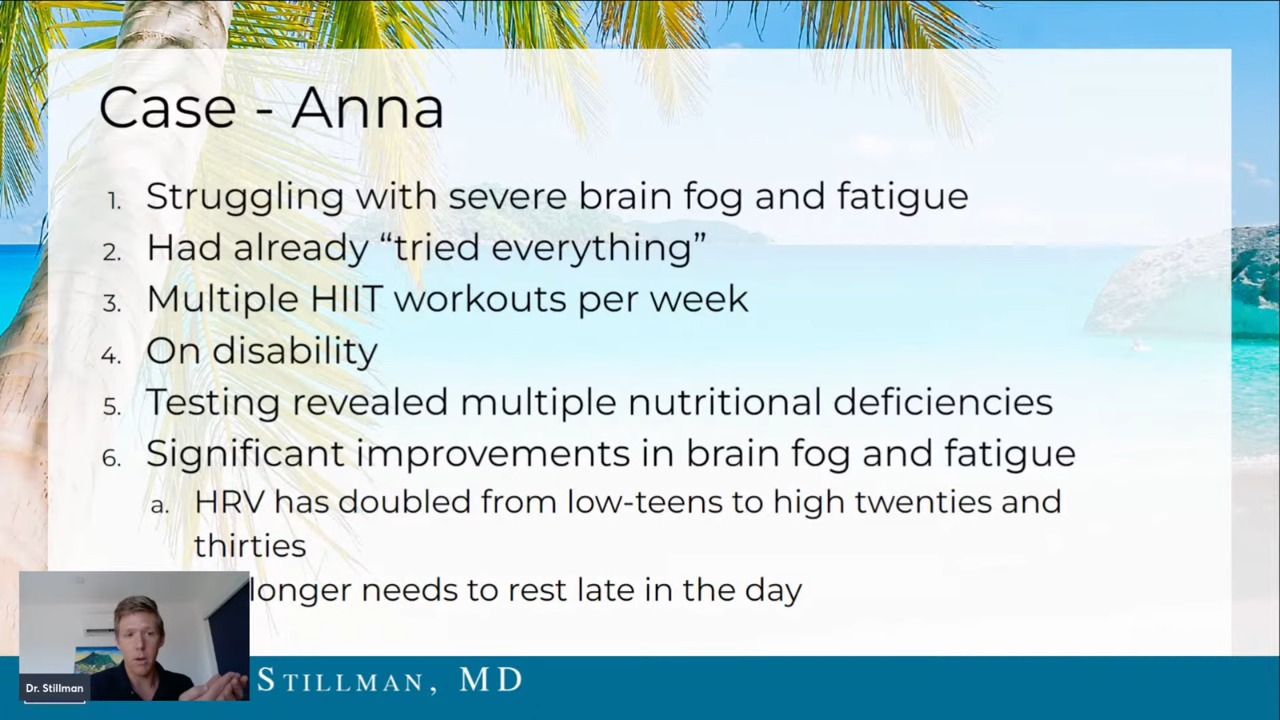 Case - Anna
1. Struggling with severe brain fog and fatigue
2. Had already “tried everything”
3. Multiple HIIT workouts per week
4. On disability
5. Testing revealed multiple nutritional deficiencies
6. Significant improvements in brain fog and fatigue
a. HRV has doubled from low-teens to high twenties and
thirties
longer needs to rest late in the day
Dr. Stillman
STILLMAN, MD